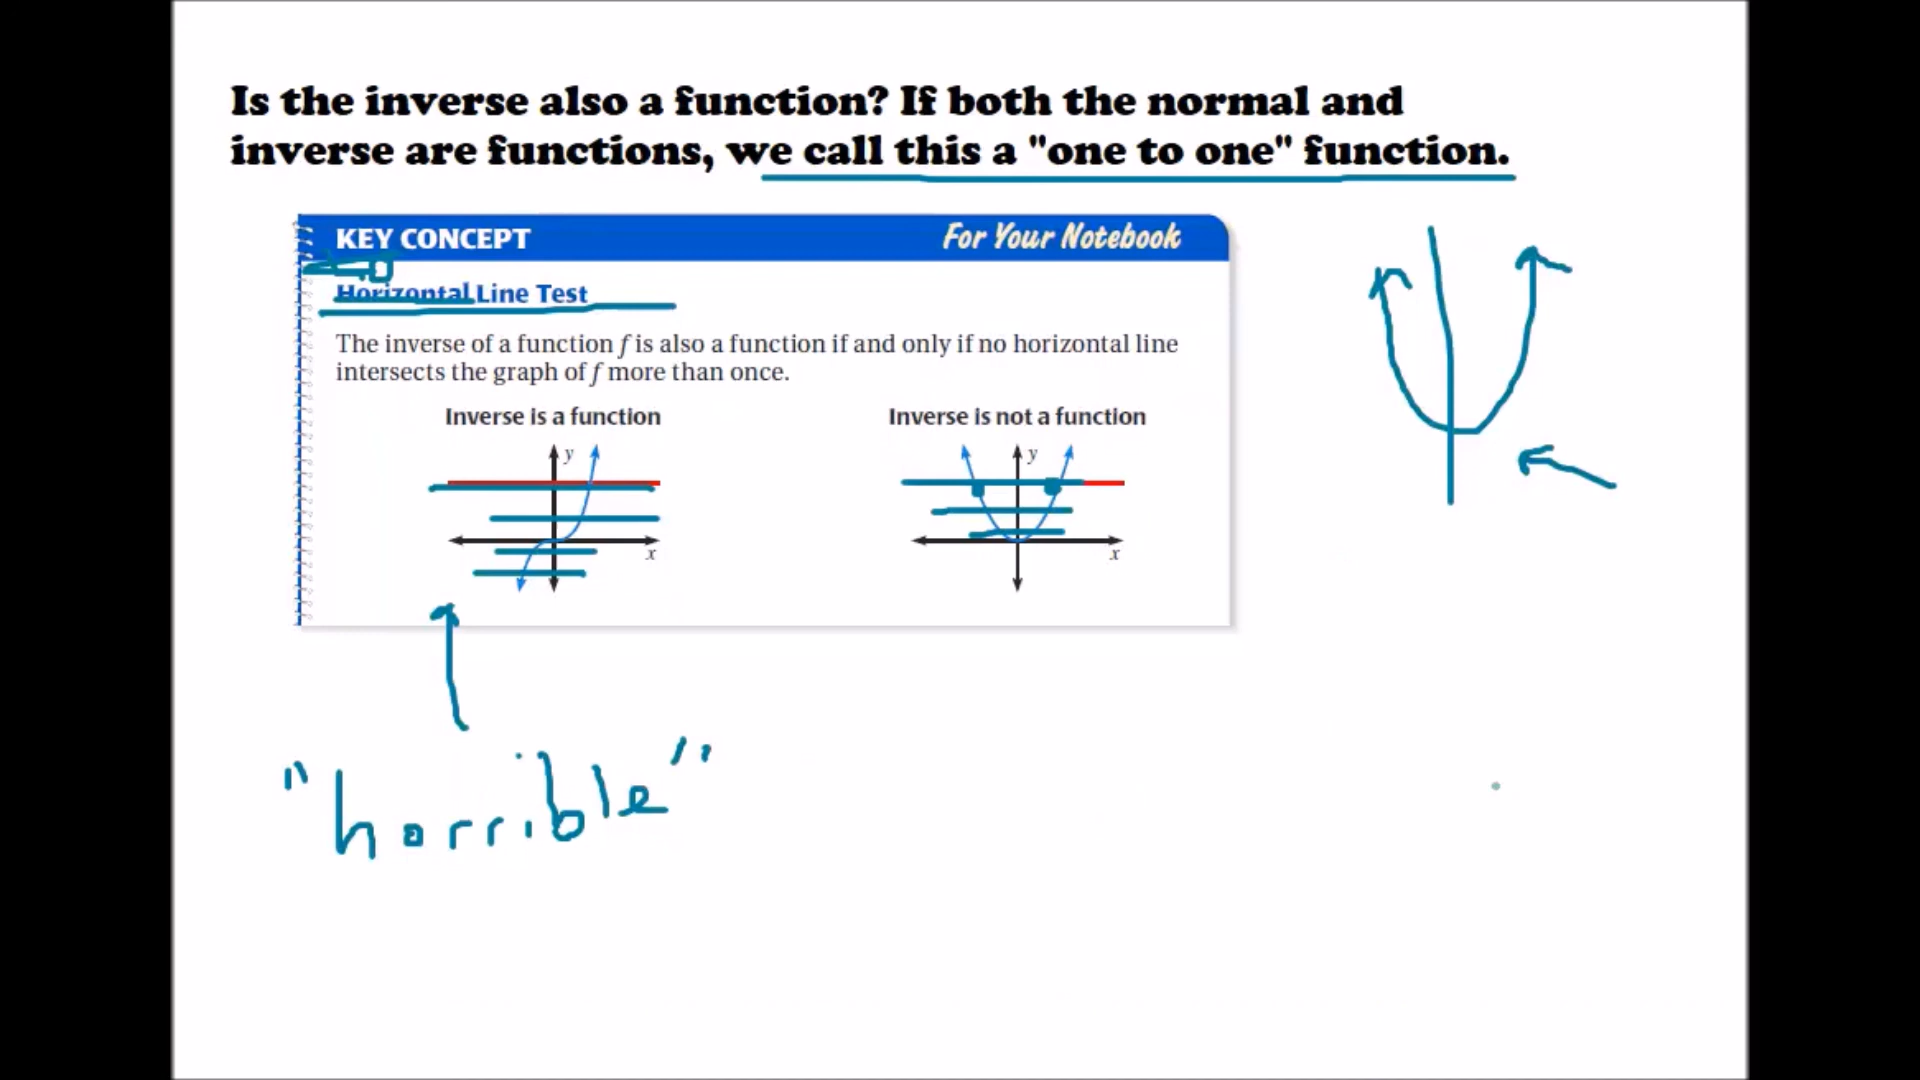 Is the inverse also a function? If both the normal and
inverse are functions, we call this a "one to one" function.
KEY CONCEPT For Your Notebook
Horizontal Line Test
The inverse of a function f is also a function if and only if no horizontal line
intersects the graph of f more than once.
Inverse is a function Inverse is not a function
y y
x x
"horrible"